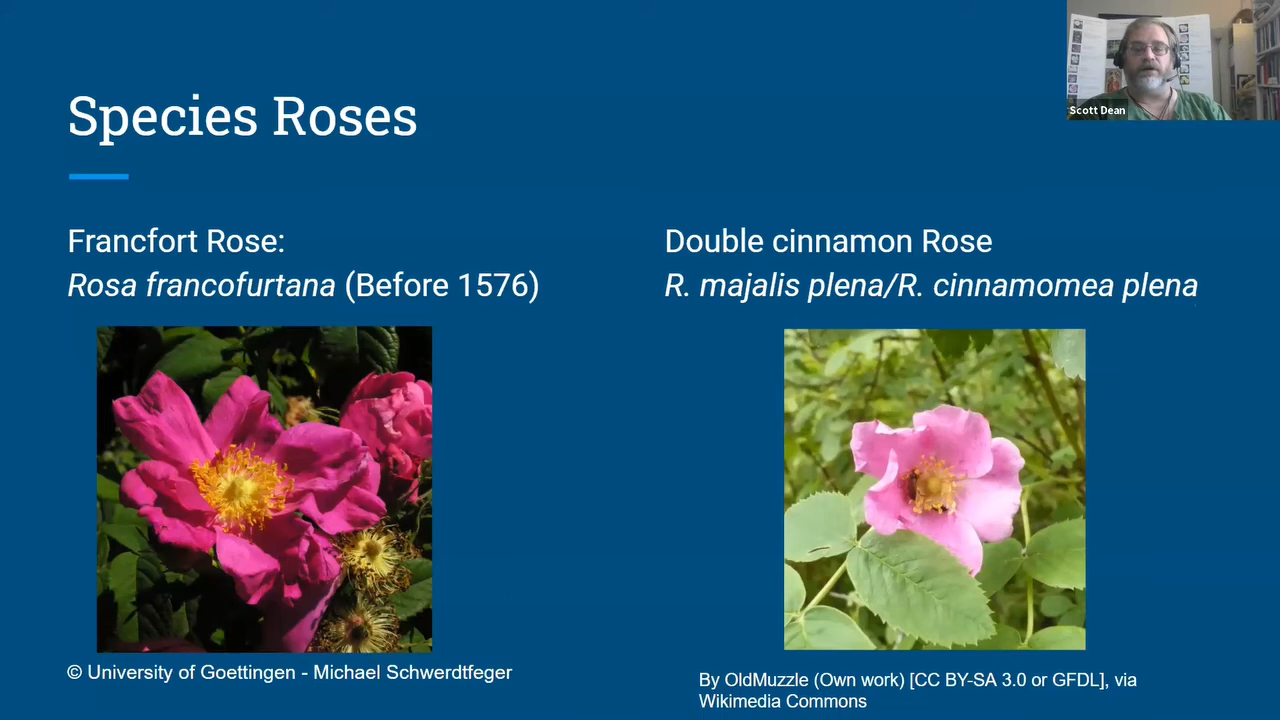 Species Roses
Francfort Rose:
Rosa francofurtana (Before 1576)
© University of Goettingen - Michael Schwerdtfeger
Double cinnamon Rose
R. majalis plena/R. cinnamomea plena
By OldMuzzle (Own work) [CC BY-SA 3.0 or GFDL], via
Wikimedia Commons
Scott Dean